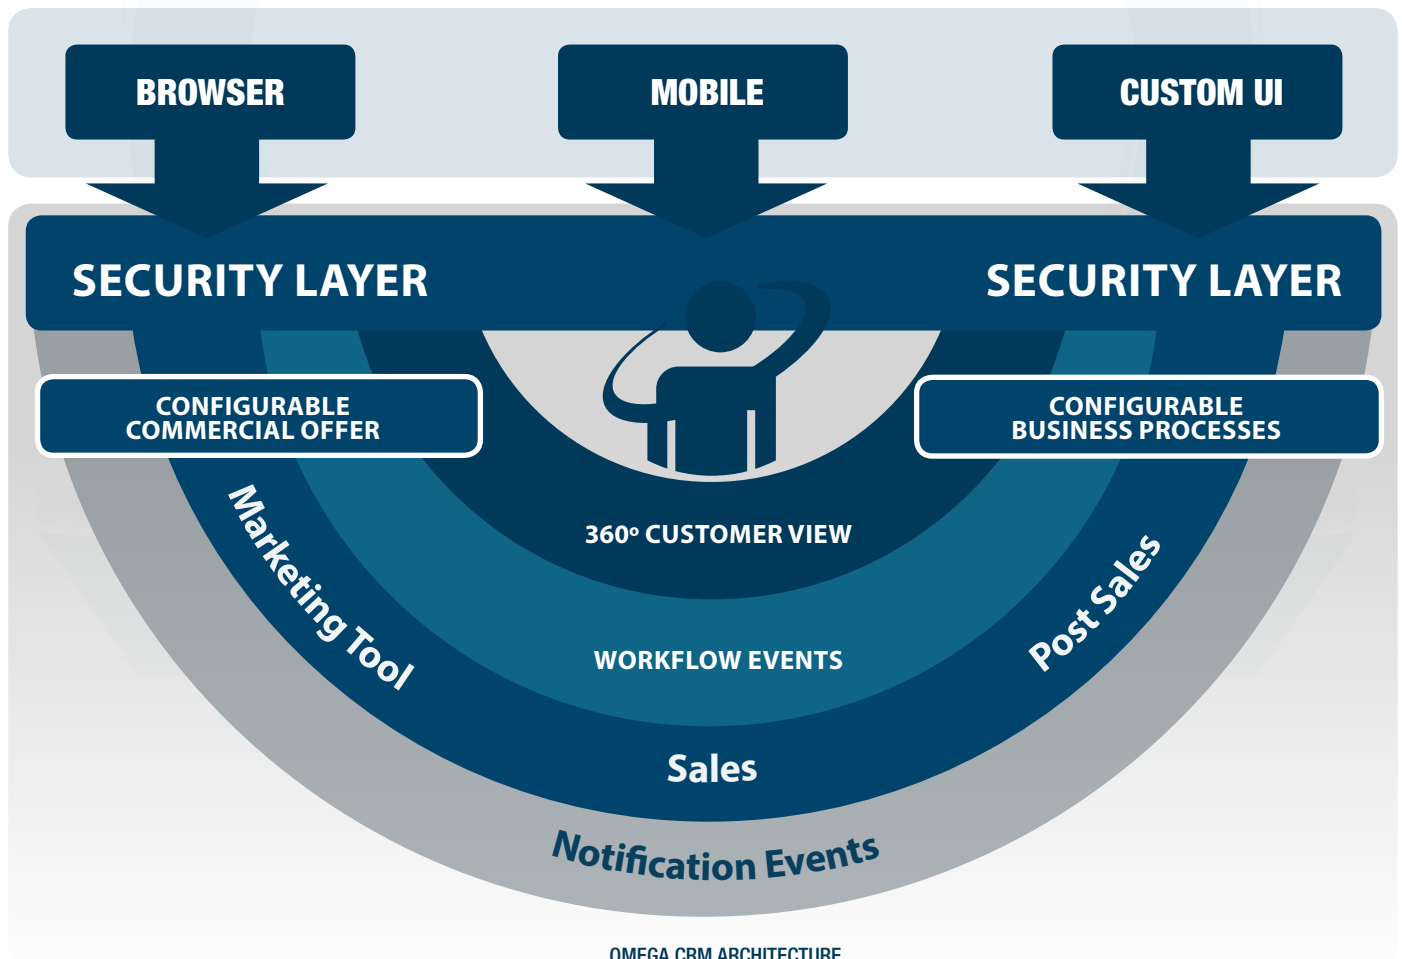 BROWSER
MOBILE
CUSTOM UI
SECURITY LAYER
SECURITY LAYER
CONFIGURABLE
COMMERCIAL OFFER
CONFIGURABLE
BUSINESS PROCESSES
360º CUSTOMER VIEW
Marketing Tool
Post Sales
WORKFLOW EVENTS
Sales
Notification Events
OMEGA CRM ARCHITECTURE